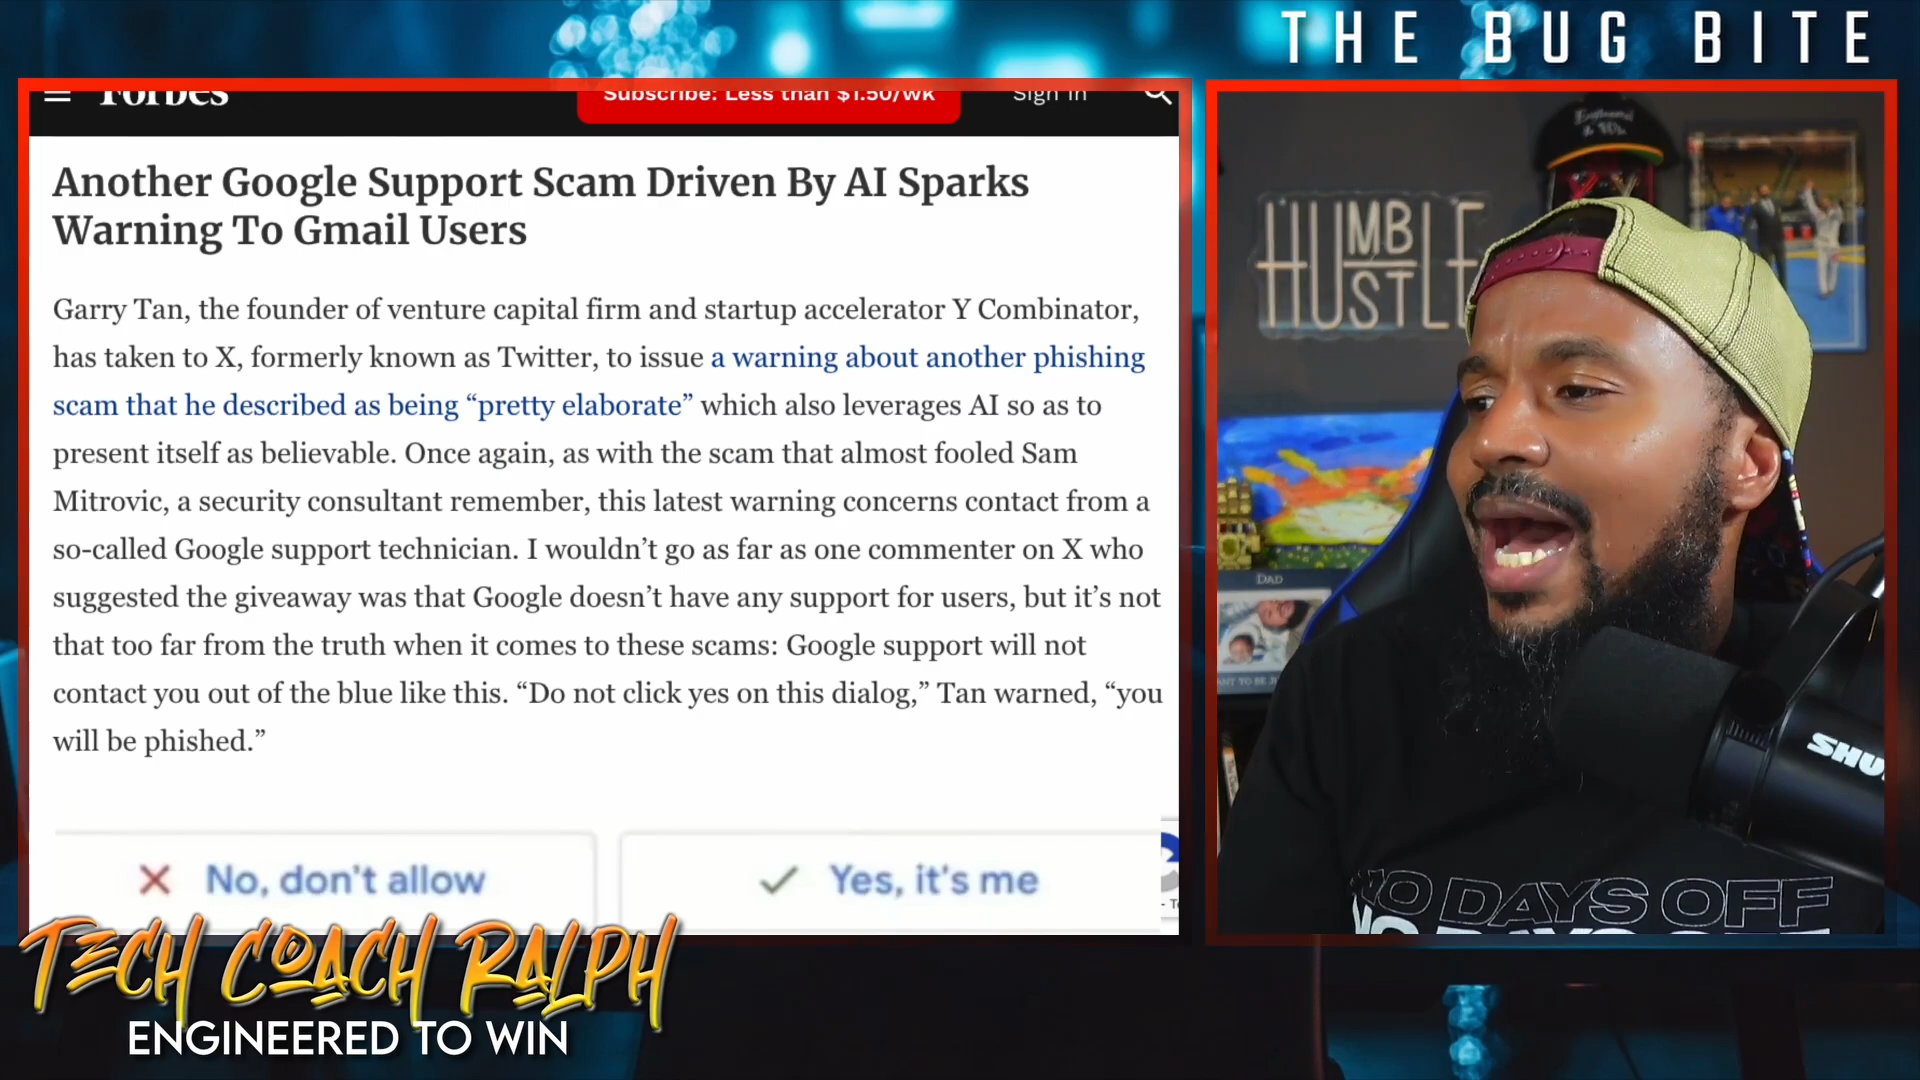 THE BUG BITE
Forbes
Subscribe: Less than $1.50/wk
Sign In
Another Google Support Scam Driven By AI Sparks
Warning To Gmail Users
Garry Tan, the founder of venture capital firm and startup accelerator Y Combinator,
has taken to X, formerly known as Twitter, to issue a warning about another phishing
scam that he described as being “pretty elaborate” which also leverages AI so as to
present itself as believable. Once again, as with the scam that almost fooled Sam
Mitrovic, a security consultant remember, this latest warning concerns contact from a
so-called Google support technician. I wouldn’t go as far as one commenter on X who
suggested the giveaway was that Google doesn’t have any support for users, but it’s not
that too far from the truth when it comes to these scams: Google support will not
contact you out of the blue like this. “Do not click yes on this dialog,” Tan warned, “you
will be phished.”
No, don't allow
Yes, it's me
HUMBLE
HUSTLE
DAD
SHU
NO DAYS OFF
NO DAYS OFF
TECH COACH RALPH
ENGINEERED TO WIN